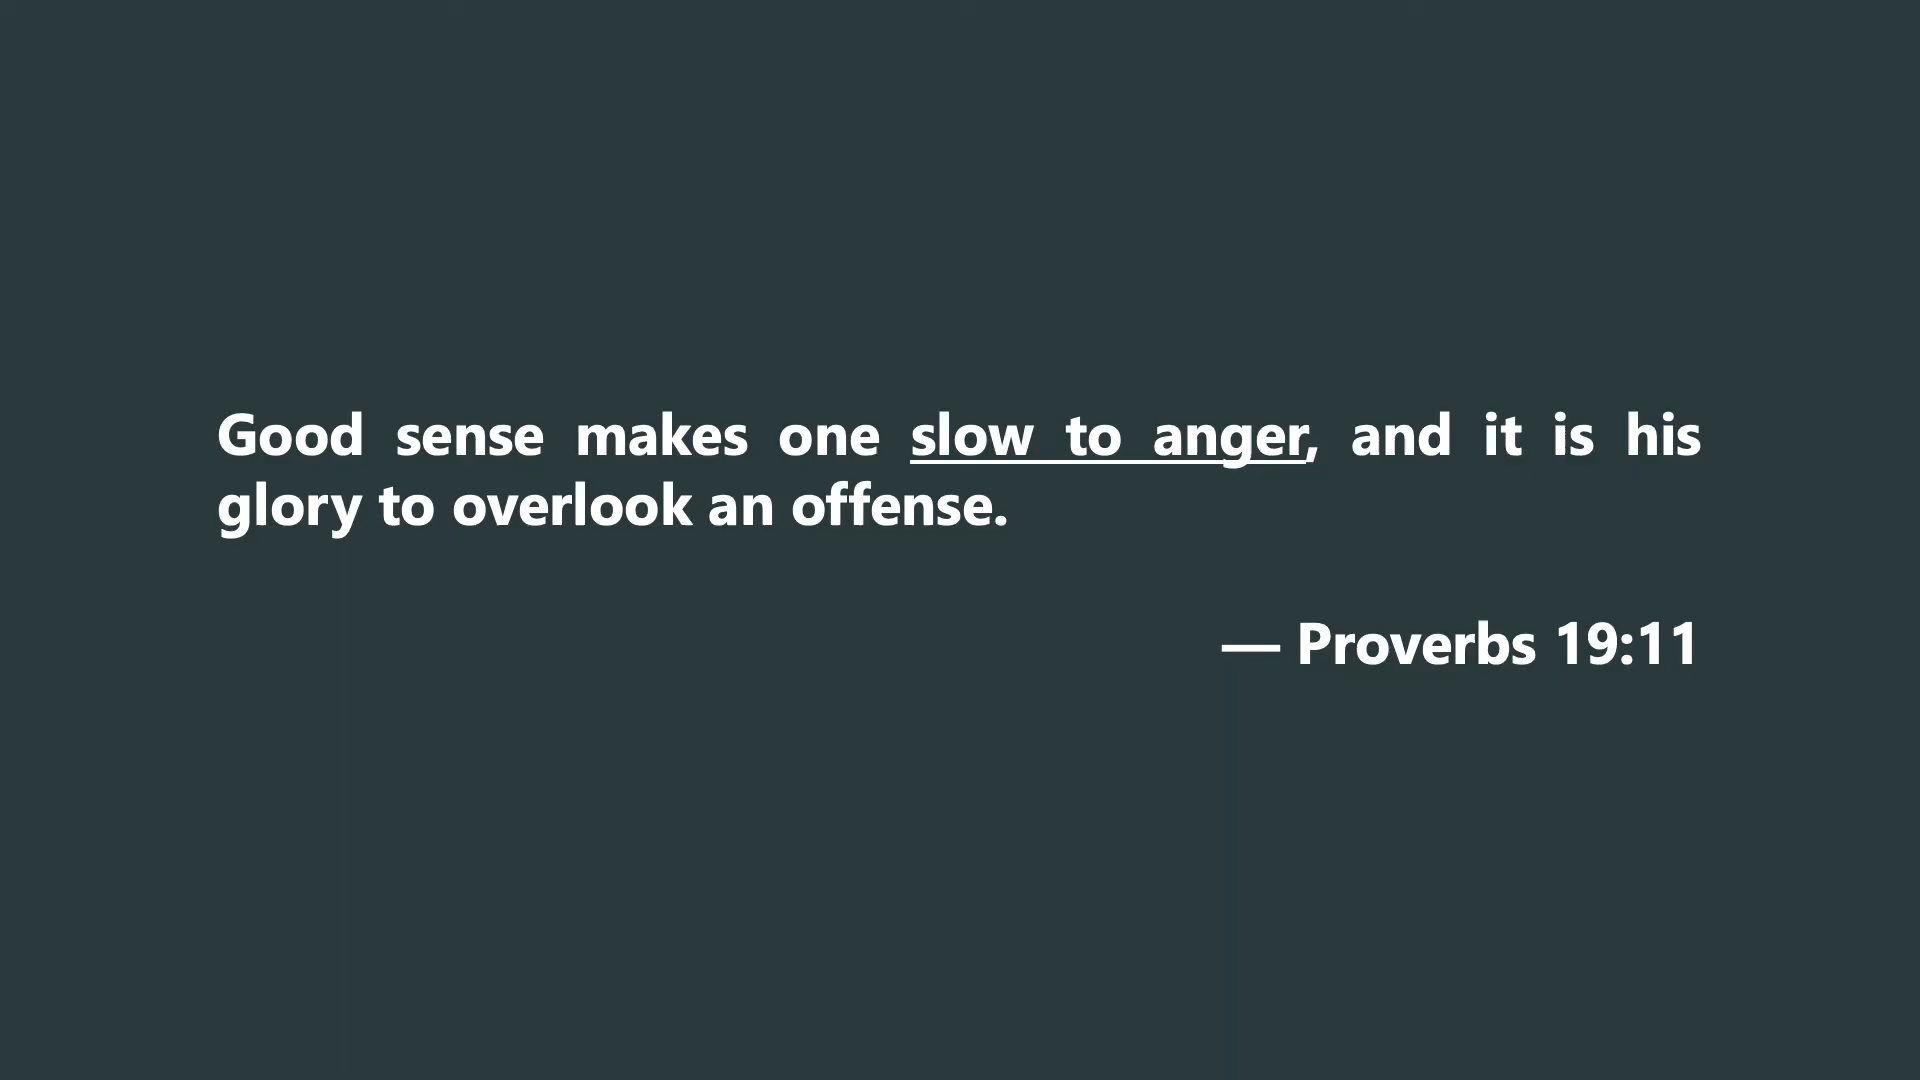 Good sense makes one slow to anger, and it is his
glory to overlook an offense.
— Proverbs 19:11